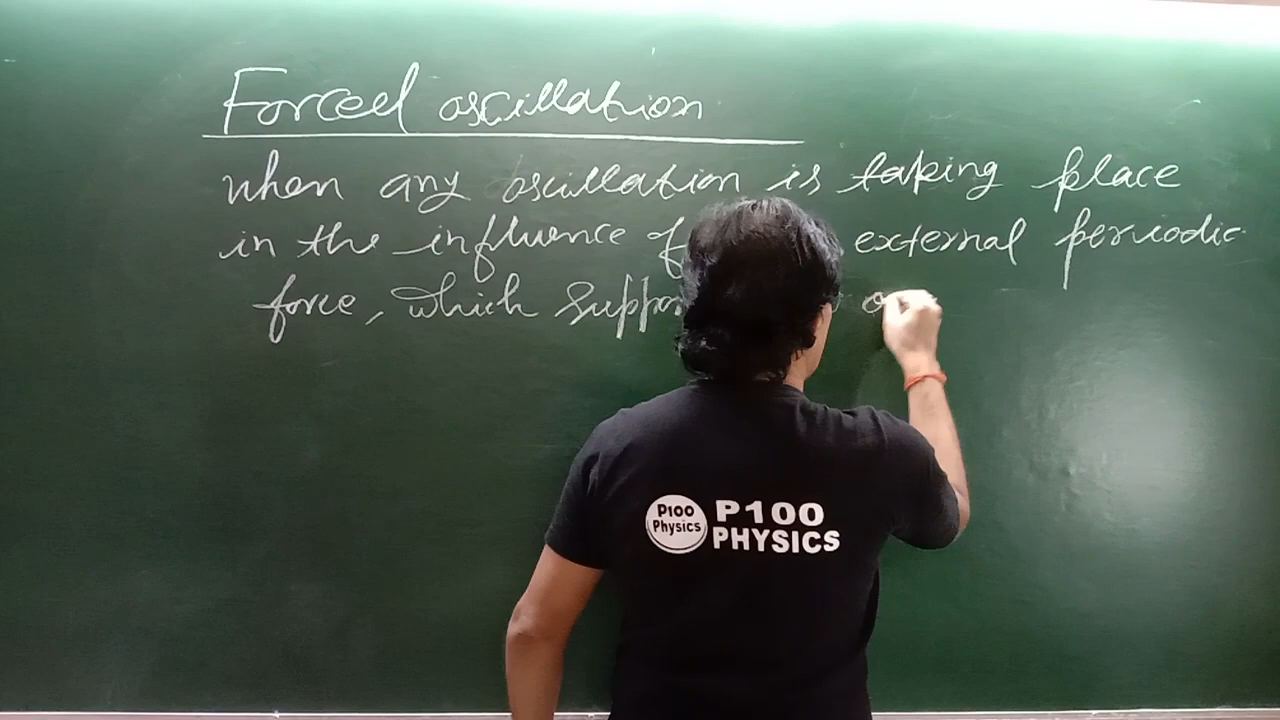 Forced oscillation
when any oscillation is taking place
in the influence of external periodic
force, which
P100
Physics
P100
PHYSICS